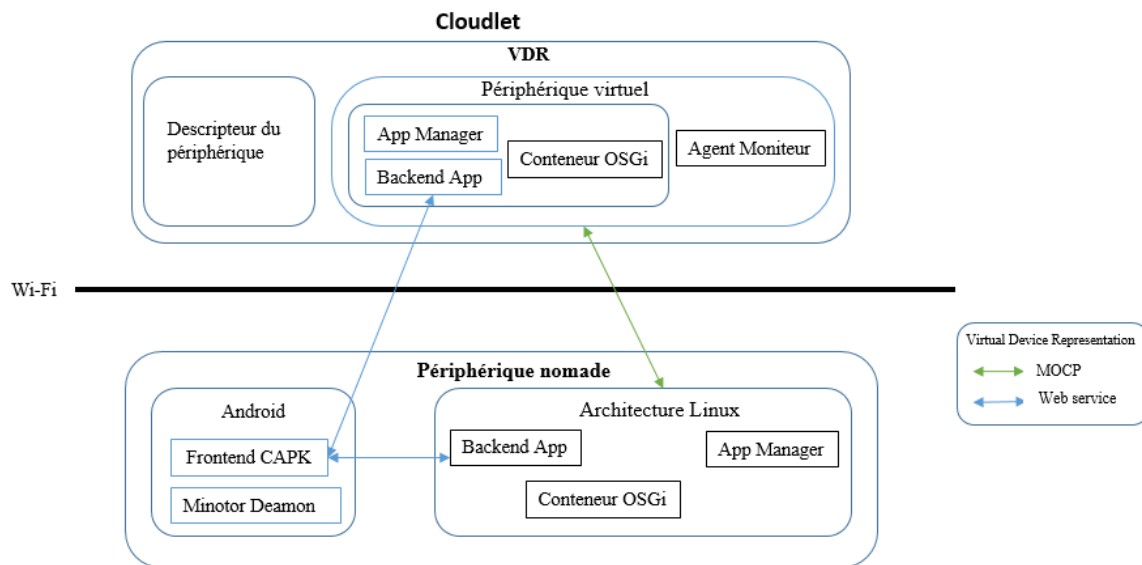 Cloudlet
VDR
Périphérique virtuel
Descripteur du
périphérique
App Manager
Conteneur OSGi
Agent Moniteur
Backend App
Wi-Fi
Virtual Device Representation
MOCP
Web service
Périphérique nomade
Android
Architecture Linux
Frontend CAPK
Backend App
App Manager
Minotor Deamon
Conteneur OSGi